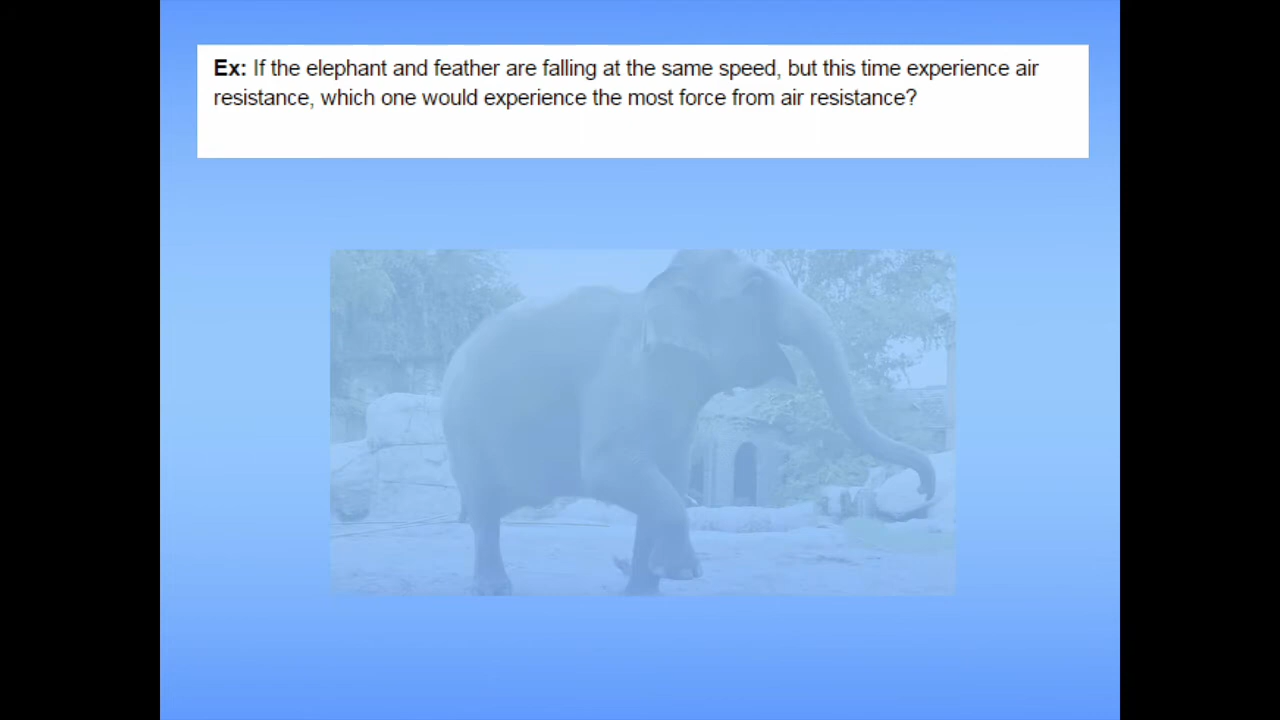 Ex: If the elephant and feather are falling at the same speed, but this time experience air
resistance, which one would experience the most force from air resistance?